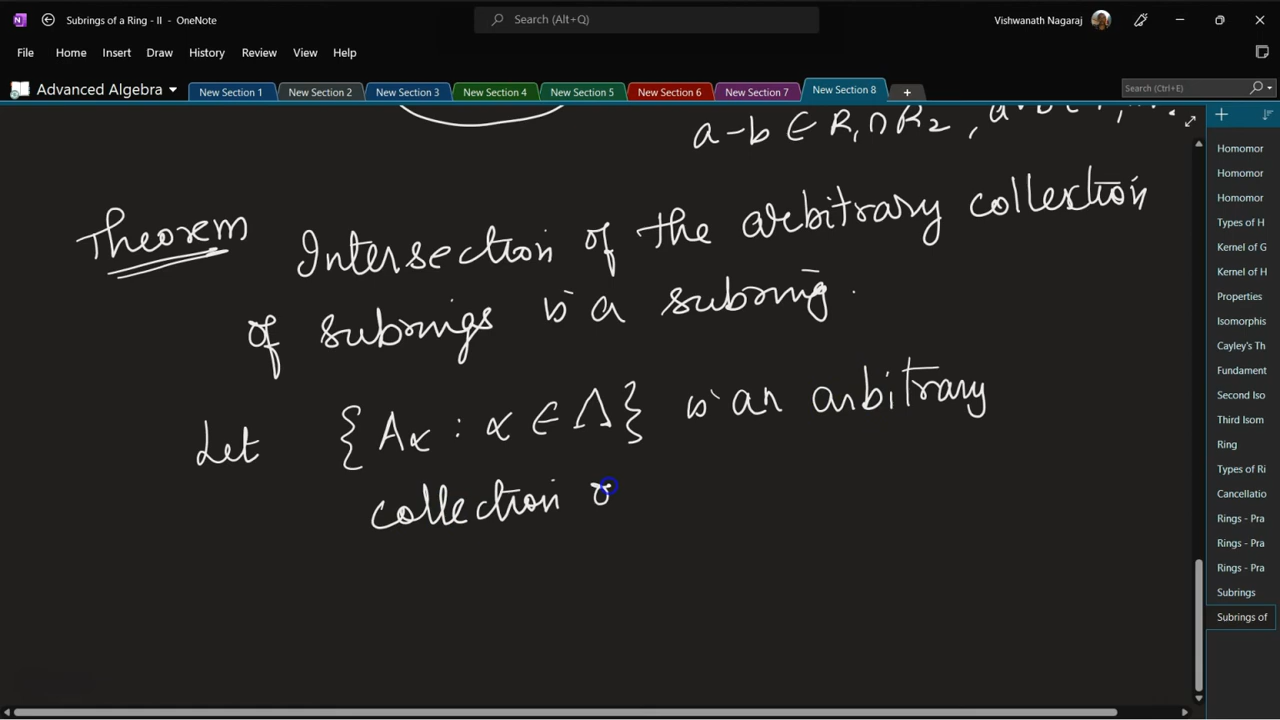 Subrings of a Ring - II - OneNote
Search (Alt+Q)
Vishwanath Nagaraj
File Home Insert Draw History Review View Help
Advanced Algebra
New Section 1 New Section 2 New Section 3 New Section 4 New Section 5 New Section 6 New Section 7 New Section 8 +
Search (Ctrl+E)
a-b ∈ R₁∩R₂,
Theorem Intersection of the arbitrary collection
of subrings is a subring.
Let {Aα : α ∈ Λ} is an arbitrary
collection o
Homomor
Homomor
Homomor
Types of H
Kernel of G
Kernel of H
Properties
Isomorphis
Cayley's Th
Fundament
Second Iso
Third Isom
Ring
Types of Ri
Cancellatio
Rings - Pra
Rings - Pra
Rings - Pra
Subrings
Subrings of